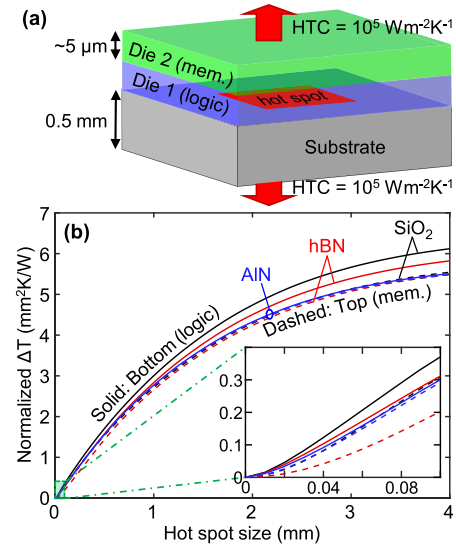 (a)
HTC = 10⁵ Wm⁻²K⁻¹
~5 μm
Die 2 (mem.)
Die 1 (logic)
hot spot
0.5 mm
Substrate
HTC = 10⁵ Wm⁻²K⁻¹
(b)
SiO₂
hBN
AlN
Solid: Bottom (logic)
Dashed: Top (mem.)
Normalized ΔT (mm²K/W)
7
6
5
4
3
2
1
0
0.3
0.2
0.1
0
0.04
0.08
0
1
2
3
4
Hot spot size (mm)